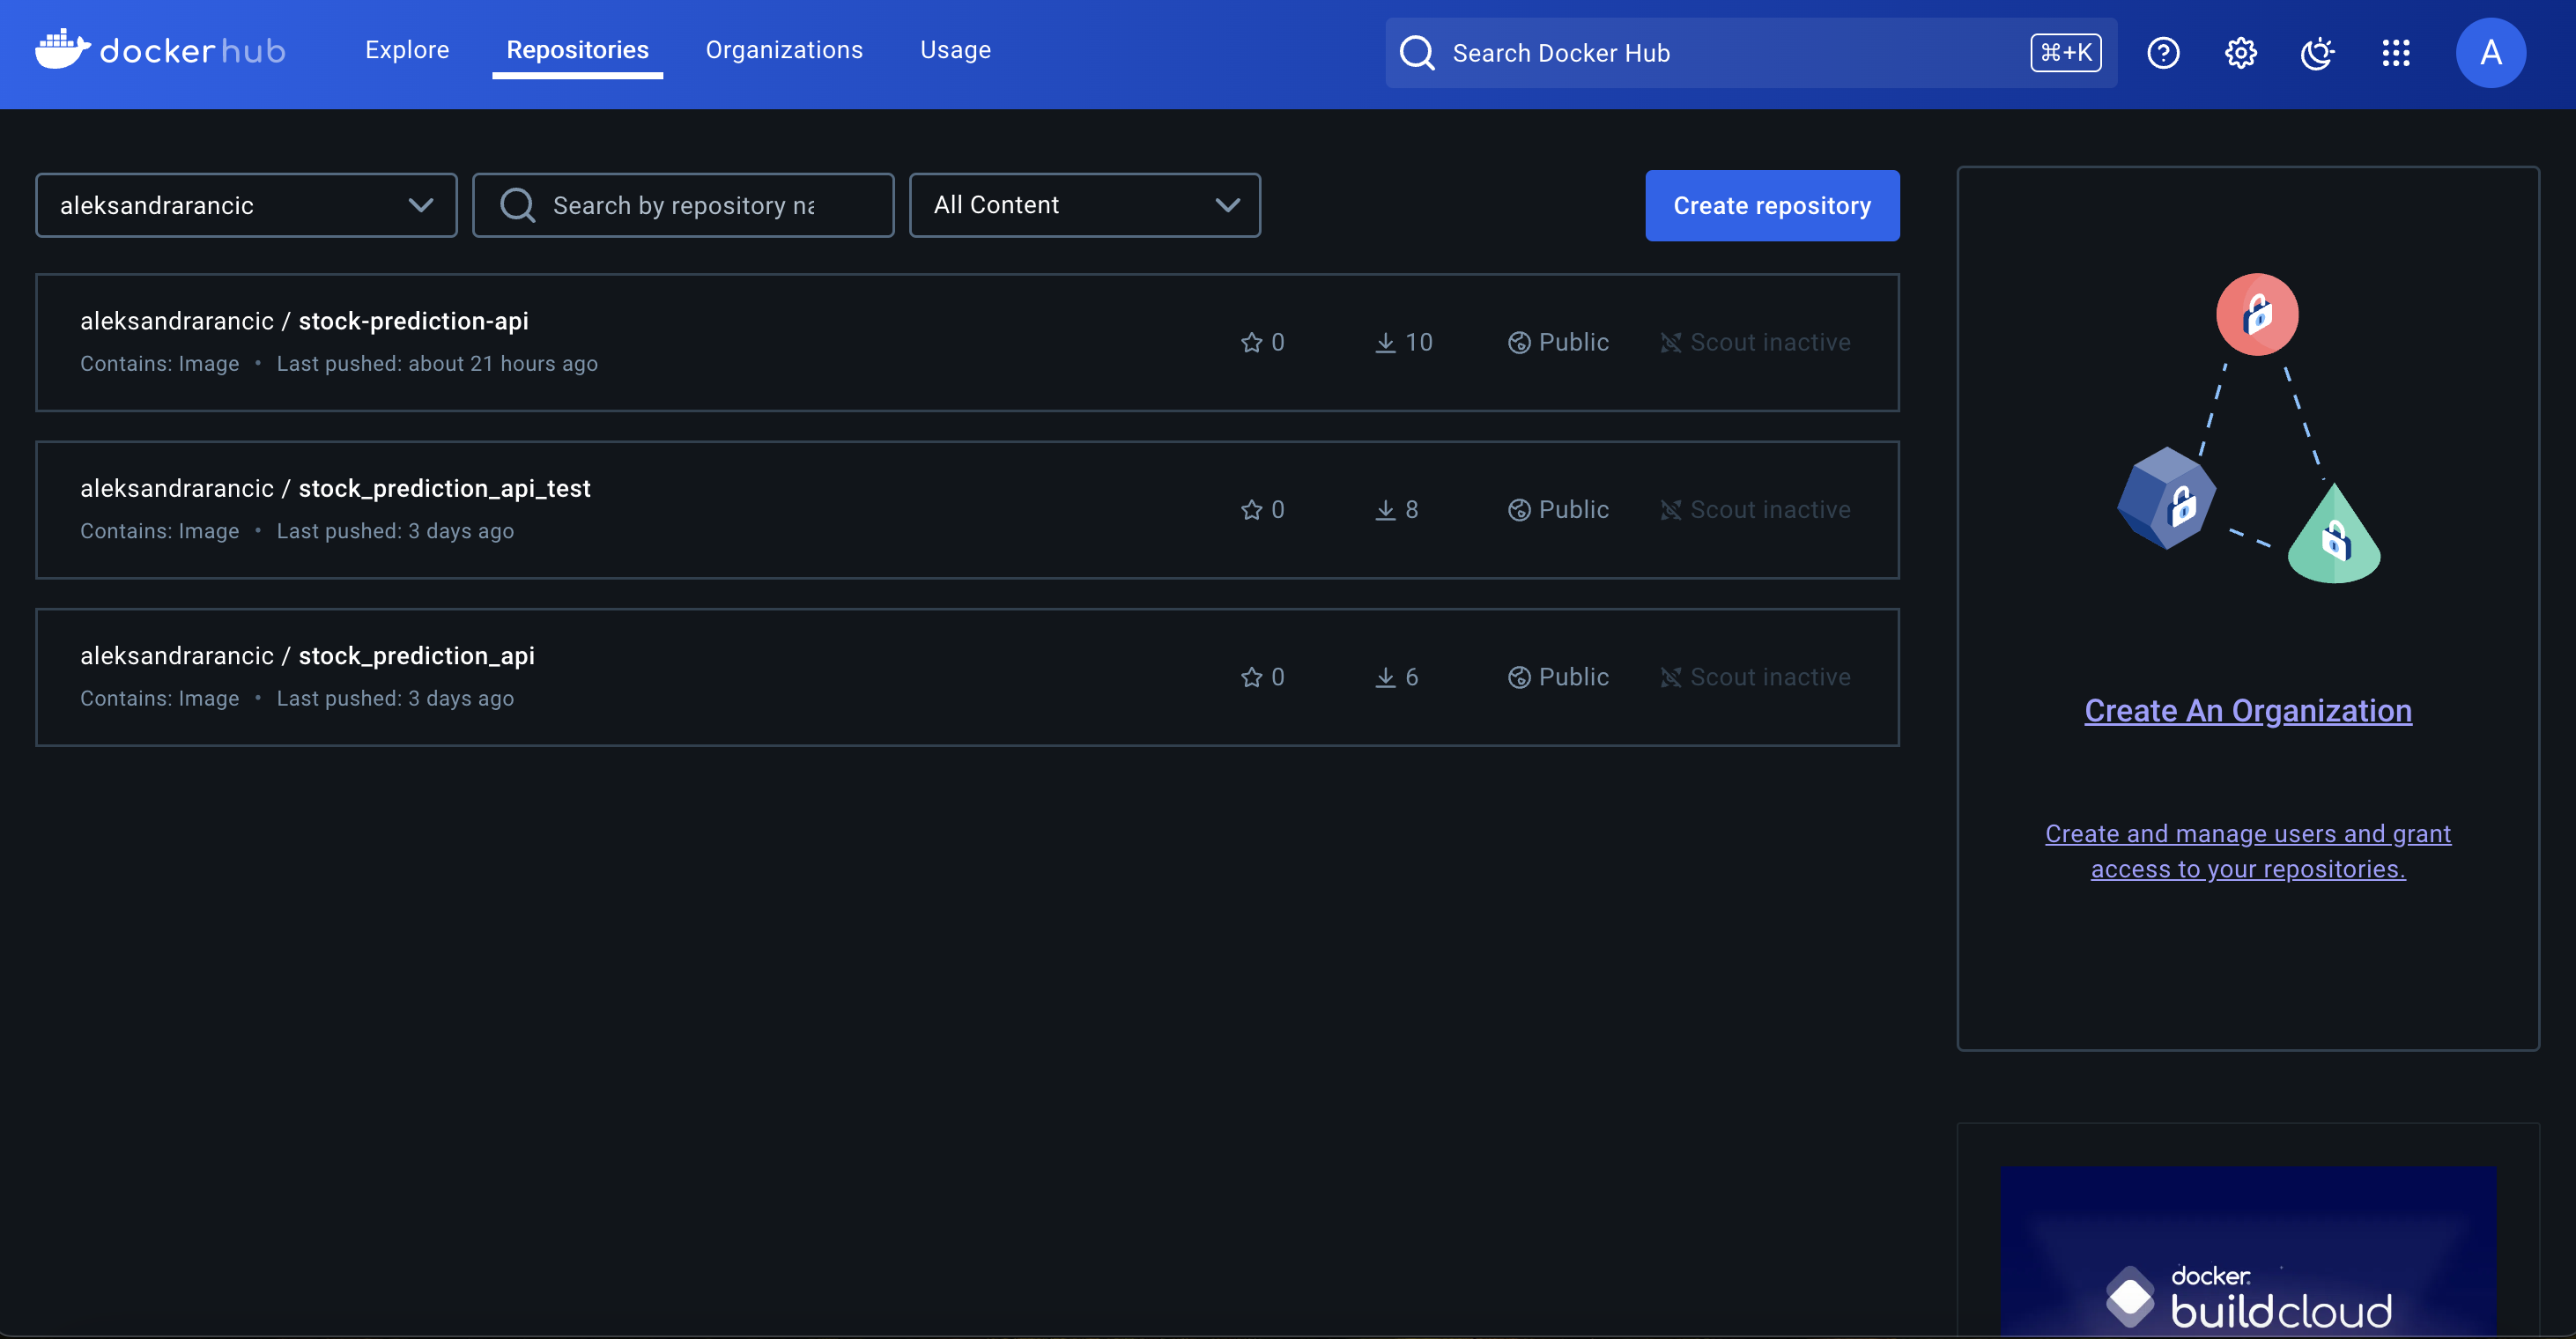 dockerhub
Explore
Repositories
Organizations
Usage
Search Docker Hub
⌘+K
A
aleksandrarancic
Search by repository na
All Content
Create repository
aleksandrarancic / stock-prediction-api
Contains: Image • Last pushed: about 21 hours ago
0
10
Public
Scout inactive
aleksandrarancic / stock_prediction_api_test
Contains: Image • Last pushed: 3 days ago
0
8
Public
Scout inactive
aleksandrarancic / stock_prediction_api
Contains: Image • Last pushed: 3 days ago
0
6
Public
Scout inactive
Create An Organization
Create and manage users and grant
access to your repositories.
docker
buildcloud